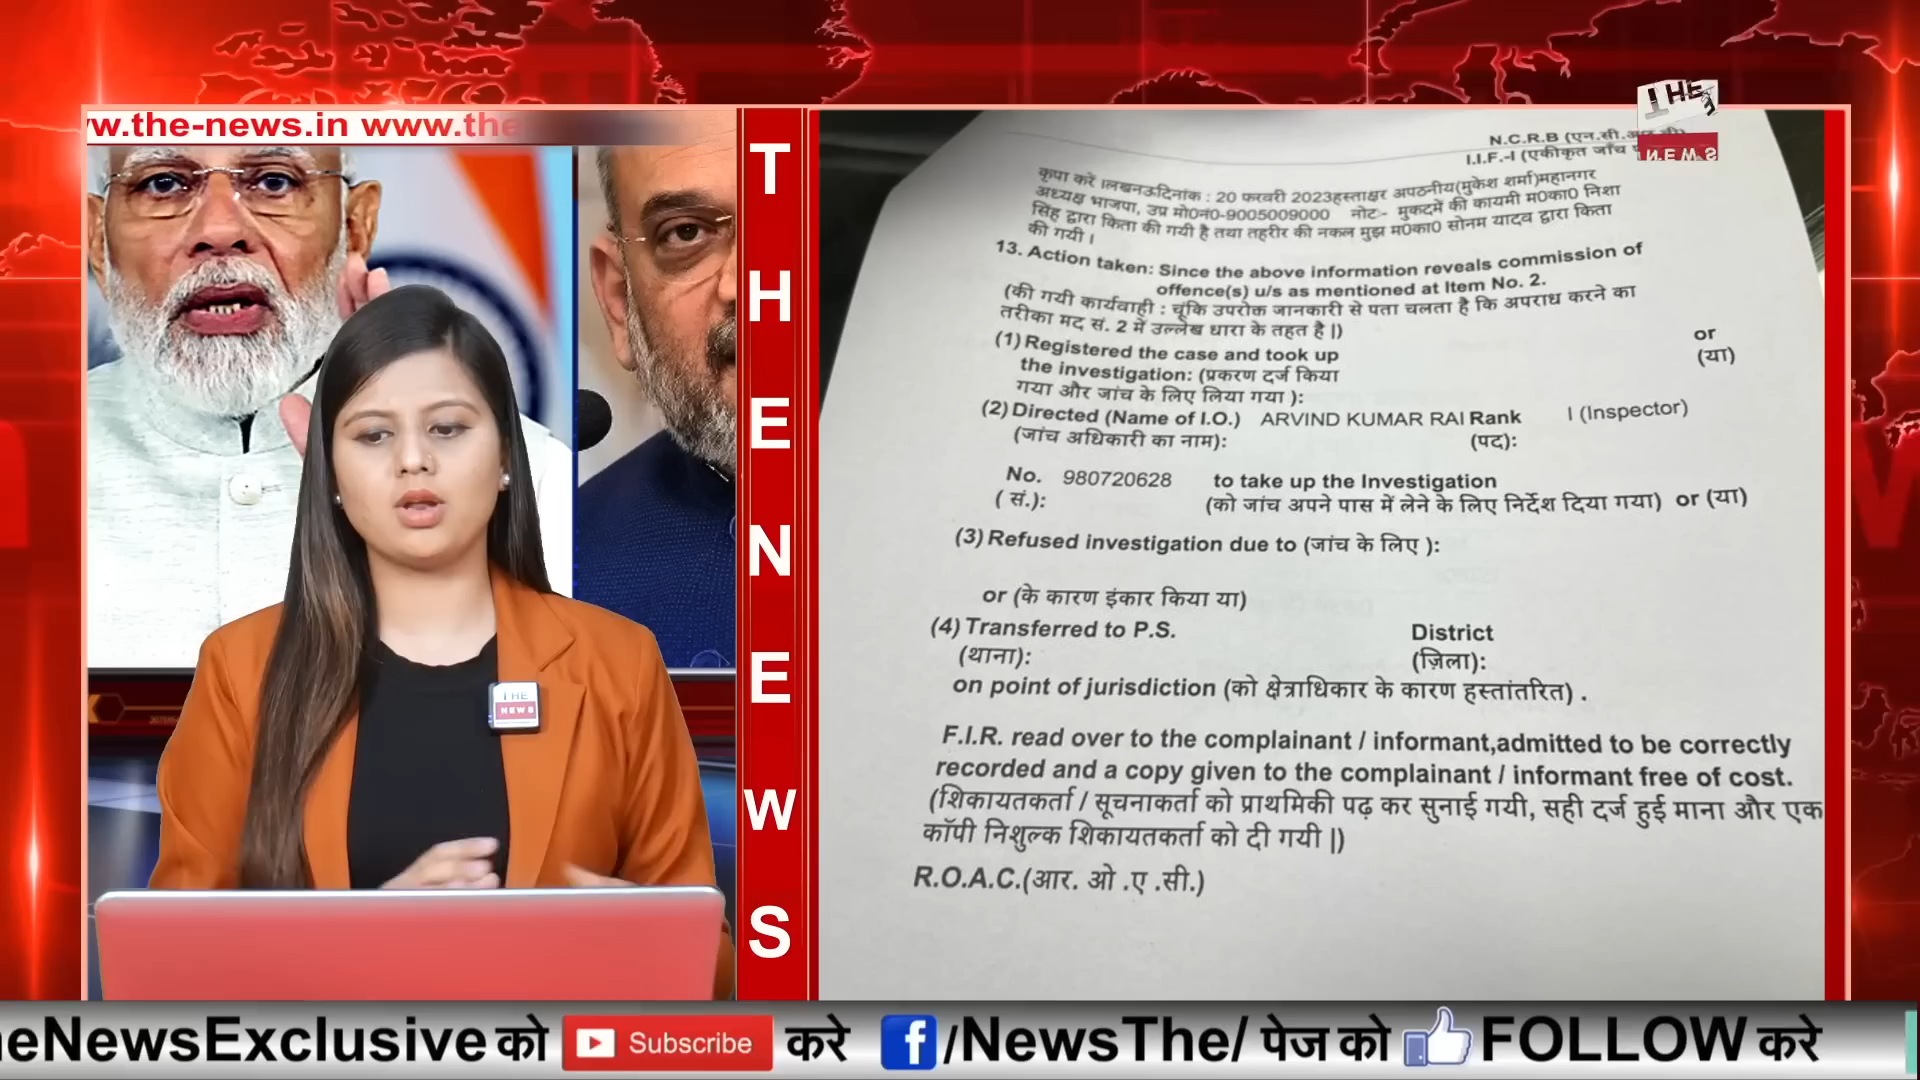 w.the-news.in www.the
THE NEWS
THE
NEWS
N.C.R.B (एन.सी.आर.बी)
I.I.F.-I (एकीकृत जाँच
कृपा करें ।लखनऊदिनांक : 20 फरवरी 2023हस्ताक्षर अपठनीय(मुकेश शर्मा)महानगर
अध्यक्ष भाजपा, उप्र मो0नं0-9005009000 नोट:- मुकदमें की कायमी म0का0 निशा
सिंह द्वारा किता की गयी है तथा तहरीर की नकल मुझ म0का0 सोनम यादव द्वारा किता
की गयी ।
13. Action taken: Since the above information reveals commission of
offence(s) u/s as mentioned at Item No. 2.
(की गयी कार्यवाही : चूंकि उपरोक्त जानकारी से पता चलता है कि अपराध करने का
तरीका मद सं. 2 में उल्लेख धारा के तहत है |)
(1) Registered the case and took up or
the investigation: (प्रकरण दर्ज किया (या)
गया और जांच के लिए लिया गया ):
(2) Directed (Name of I.O.) ARVIND KUMAR RAI Rank I (Inspector)
(जांच अधिकारी का नाम): (पद):
No. 980720628 to take up the Investigation
( सं.): (को जांच अपने पास में लेने के लिए निर्देश दिया गया) or (या)
(3) Refused investigation due to (जांच के लिए ):
or (के कारण इंकार किया या)
(4) Transferred to P.S. District
(थाना): (ज़िला):
on point of jurisdiction (को क्षेत्राधिकार के कारण हस्तांतरित) .
F.I.R. read over to the complainant / informant,admitted to be correctly
recorded and a copy given to the complainant / informant free of cost.
(शिकायतकर्ता / सूचनाकर्ता को प्राथमिकी पढ़ कर सुनाई गयी, सही दर्ज हुई माना और एक
कॉपी निशुल्क शिकायतकर्ता को दी गयी |)
R.O.A.C.(आर. ओ .ए .सी.)
THE
NEWS
eNewsExclusive को Subscribe करे /NewsThe/ पेज को FOLLOW करे